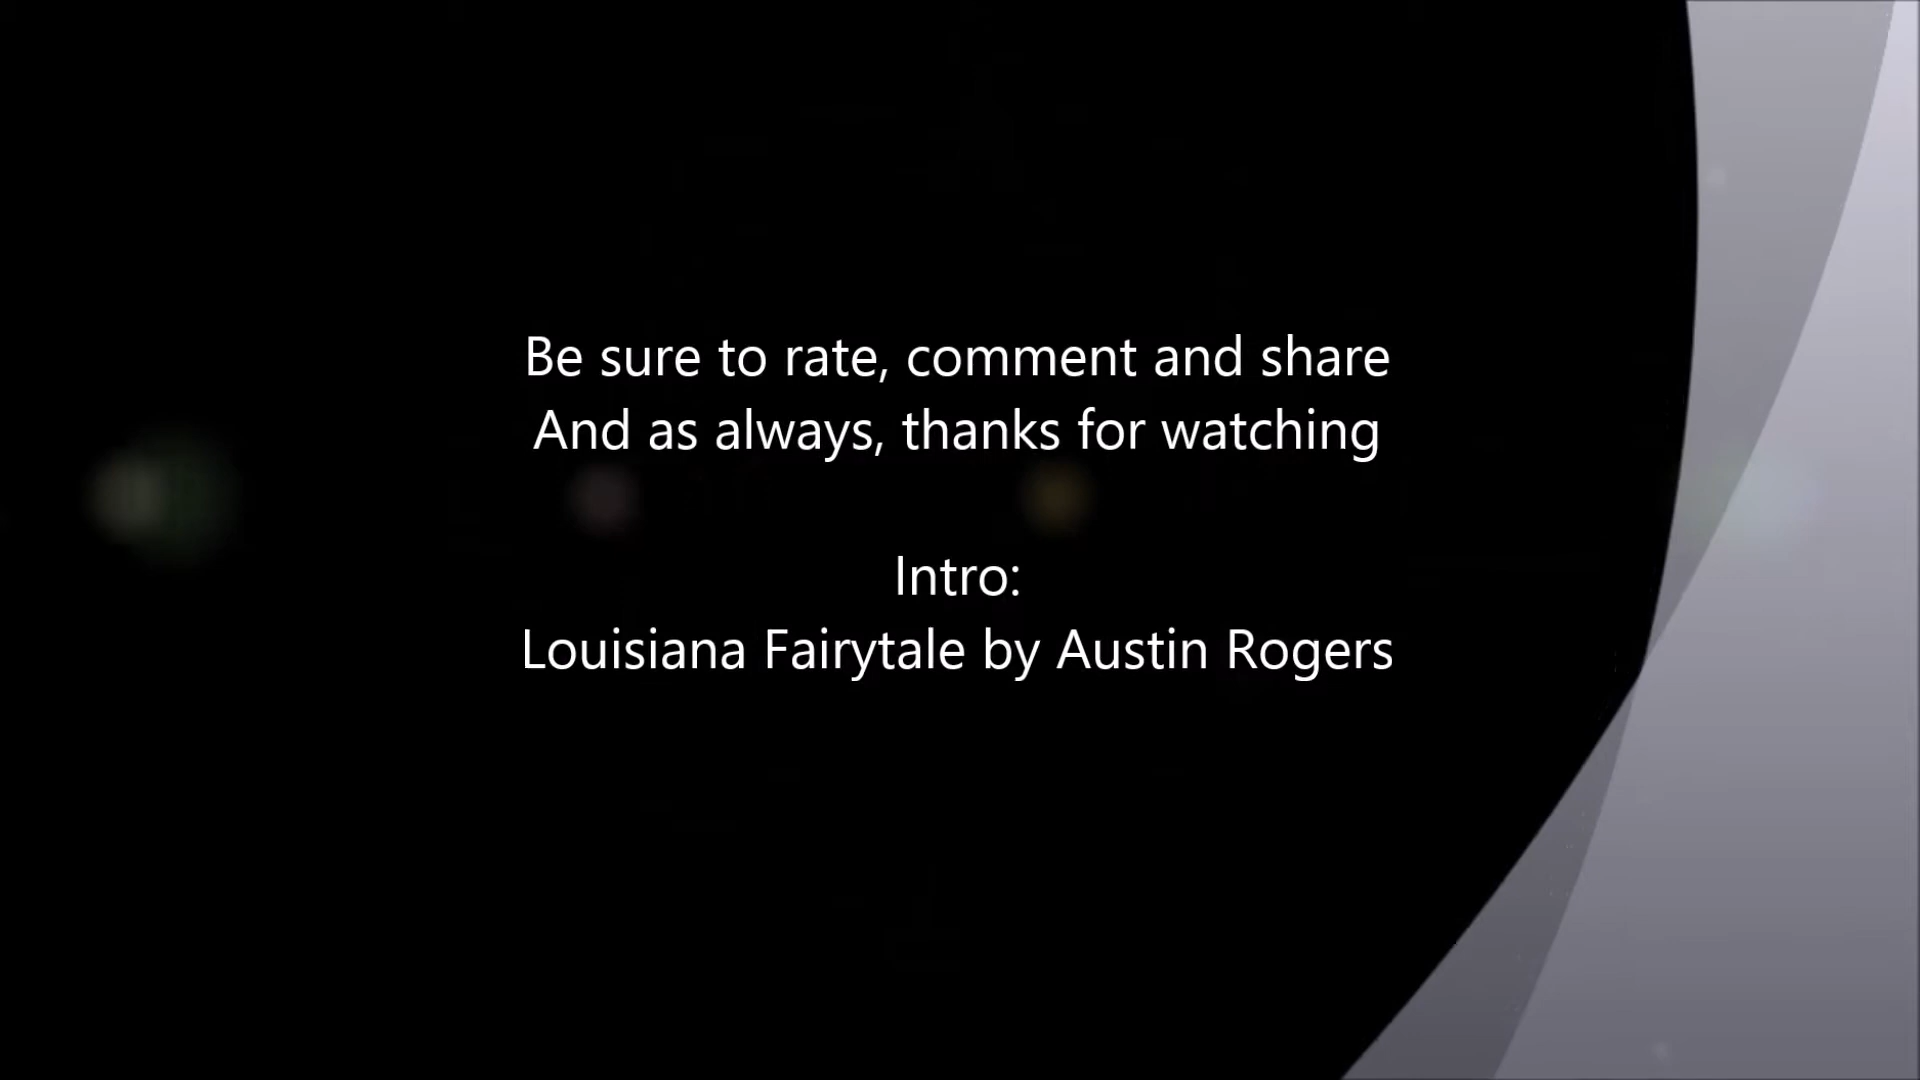 Be sure to rate, comment and share
And as always, thanks for watching
Intro:
Louisiana Fairytale by Austin Rogers